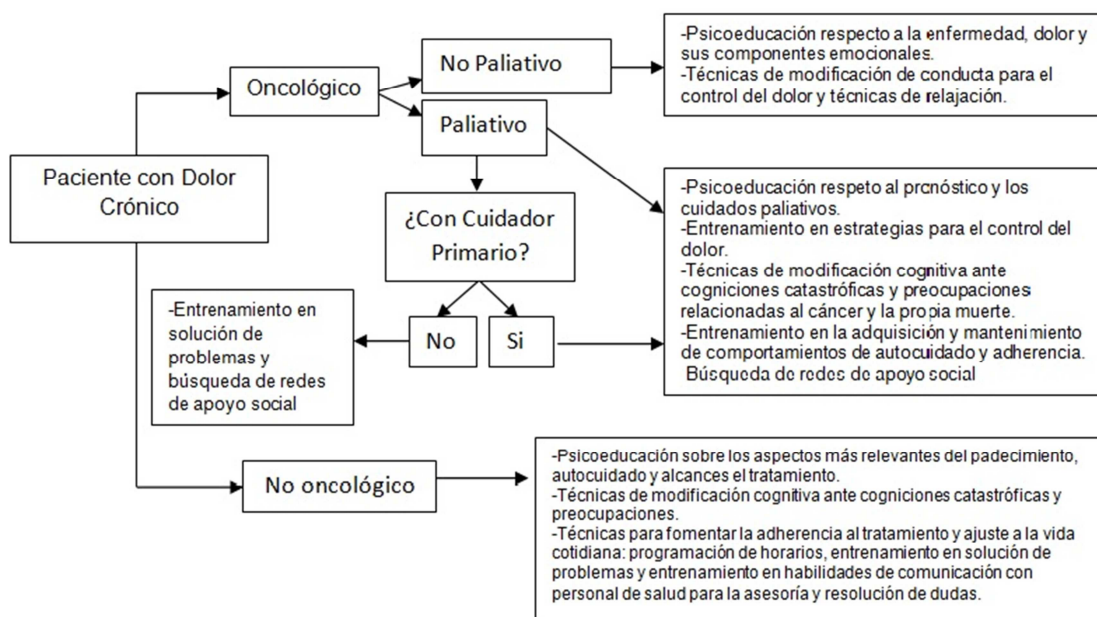 Paciente con Dolor
Crónico
Oncológico
No Paliativo
-Psicoeducación respecto a la enfermedad, dolor y
sus componentes emocionales.
-Técnicas de modificación de conducta para el
control del dolor y técnicas de relajación.
Paliativo
-Psicoeducación respeto al pronóstico y los
cuidados paliativos.
-Entrenamiento en estrategias para el control del
dolor.
-Técnicas de modificación cognitiva ante
cogniciones catastróficas y preocupaciones
relacionadas al cáncer y la propia muerte.
-Entrenamiento en la adquisición y mantenimiento
de comportamientos de autocuidado y adherencia.
Búsqueda de redes de apoyo social
¿Con Cuidador
Primario?
No
Si
-Entrenamiento en
solución de
problemas y
búsqueda de redes
de apoyo social
No oncológico
-Psicoeducación sobre los aspectos más relevantes del padecimiento,
autocuidado y alcances el tratamiento.
-Técnicas de modificación cognitiva ante cogniciones catastróficas y
preocupaciones.
-Técnicas para fomentar la adherencia al tratamiento y ajuste a la vida
cotidiana: programación de horarios, entrenamiento en solución de
problemas y entrenamiento en habilidades de comunicación con
personal de salud para la asesoría y resolución de dudas.